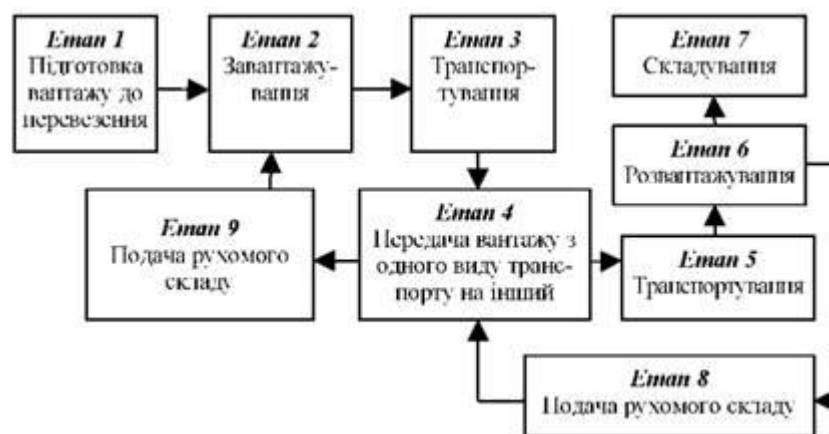 Етап 1
Підготовка
вантажу до
перевезення
Етап 2
Завантажу-
вання
Етап 3
Транспор-
тування
Етап 7
Складування
Етап 6
Розвантажування
Етап 9
Подача рухомого
складу
Етап 4
Передача вантажу з
одного виду транс-
порту на інший
Етап 5
Транспортування
Етап 8
Подача рухомого складу